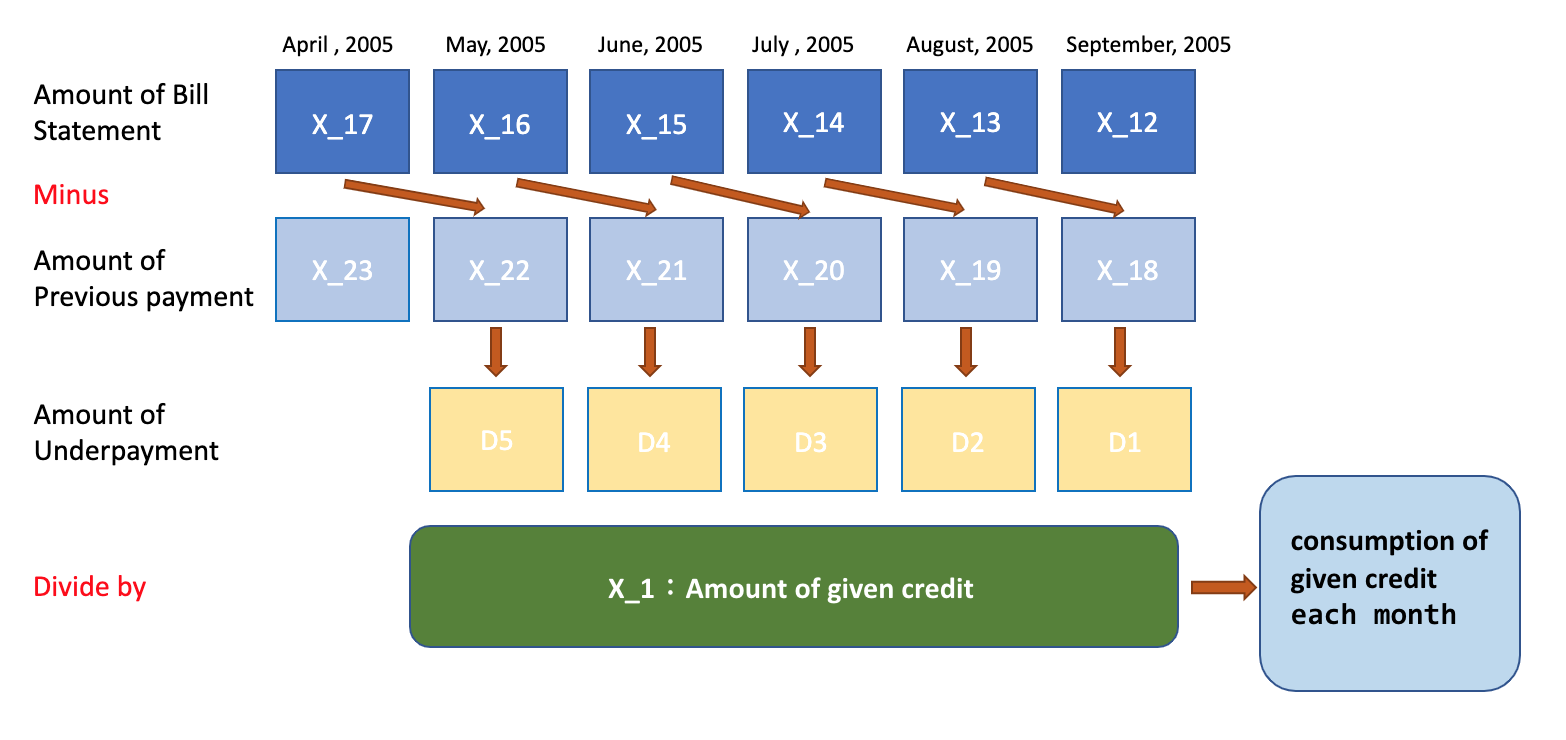 April , 2005 May, 2005 June, 2005 July , 2005 August, 2005 September, 2005
Amount of Bill
Statement
X_17 X_16 X_15 X_14 X_13 X_12
Minus
Amount of
Previous payment
X_23 X_22 X_21 X_20 X_19 X_18
Amount of
Underpayment
D5 D4 D3 D2 D1
Divide by
X_1：Amount of given credit
consumption of
given credit
each month